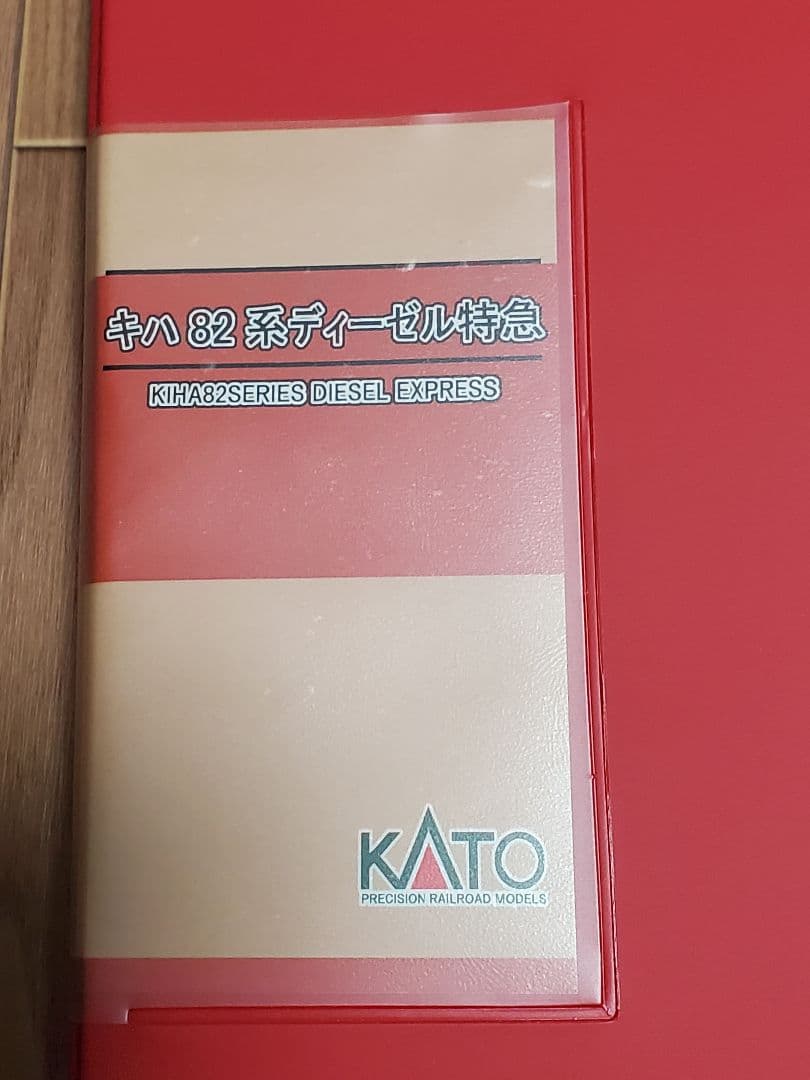 キハ 82 系ディーゼル特急
KIHA82SERIES DIESEL EXPRESS
KATO
PRECISION RAILROAD MODELS